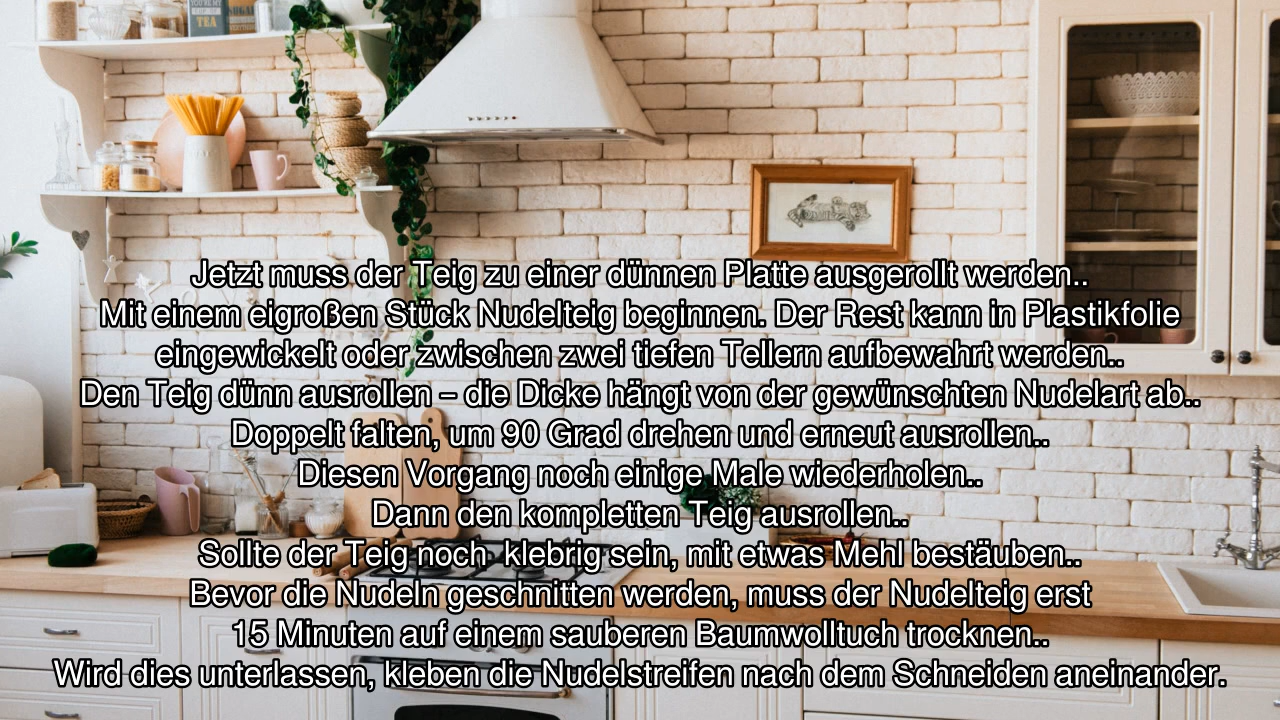 YOU'RE MY
TEA
SUGAR
Jetzt muss der Teig zu einer dünnen Platte ausgerollt werden..
Mit einem eigroßen Stück Nudelteig beginnen. Der Rest kann in Plastikfolie
eingewickelt oder zwischen zwei tiefen Tellern aufbewahrt werden..
Den Teig dünn ausrollen – die Dicke hängt von der gewünschten Nudelart ab..
Doppelt falten, um 90 Grad drehen und erneut ausrollen..
Diesen Vorgang noch einige Male wiederholen..
Dann den kompletten Teig ausrollen..
Sollte der Teig noch  klebrig sein, mit etwas Mehl bestäuben..
Bevor die Nudeln geschnitten werden, muss der Nudelteig erst
15 Minuten auf einem sauberen Baumwolltuch trocknen..
Wird dies unterlassen, kleben die Nudelstreifen nach dem Schneiden aneinander.